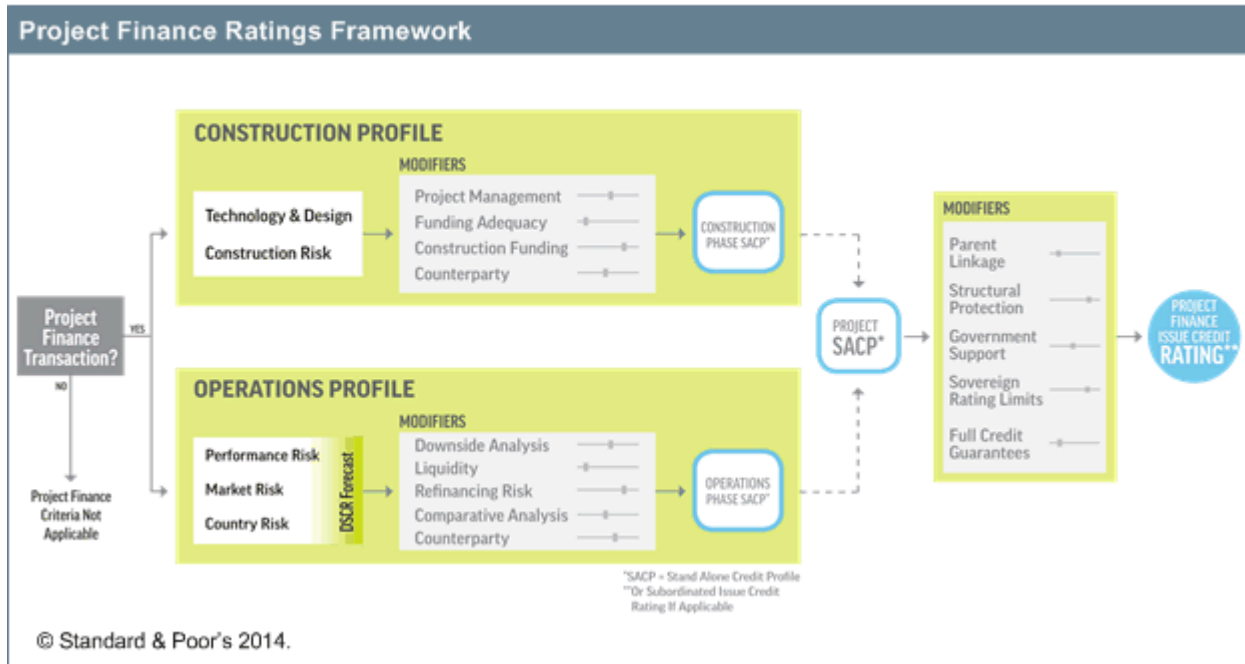 Project Finance Ratings Framework
CONSTRUCTION PROFILE
MODIFIERS
Technology & Design
Construction Risk
Project Management
Funding Adequacy
Construction Funding
Counterparty
CONSTRUCTION
PHASE SACP*
Project
Finance
Transaction?
YES
NO
Project Finance
Criteria Not
Applicable
OPERATIONS PROFILE
MODIFIERS
Performance Risk
Market Risk
Country Risk
DSCR Forecast
Downside Analysis
Liquidity
Refinancing Risk
Comparative Analysis
Counterparty
OPERATIONS
PHASE SACP*
PROJECT
SACP*
MODIFIERS
Parent
Linkage
Structural
Protection
Government
Support
Sovereign
Rating Limits
Full Credit
Guarantees
PROJECT
FINANCE
ISSUE CREDIT
RATING**
*SACP = Stand Alone Credit Profile
**Or Subordinated Issue Credit
Rating If Applicable
© Standard & Poor's 2014.